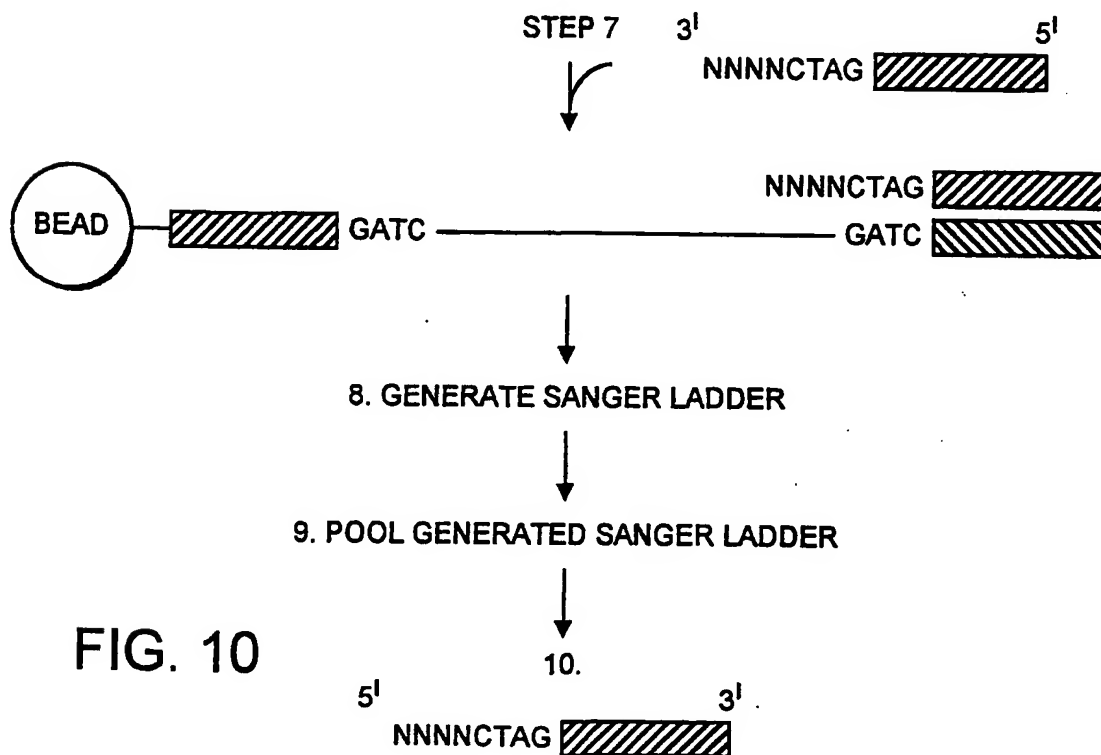 STEP 7 3' 5'
NNNNCTAG
NNNNCTAG
BEAD GATC GATC
8. GENERATE SANGER LADDER
9. POOL GENERATED SANGER LADDER
FIG. 10
10.
5' 3'
NNNNCTAG